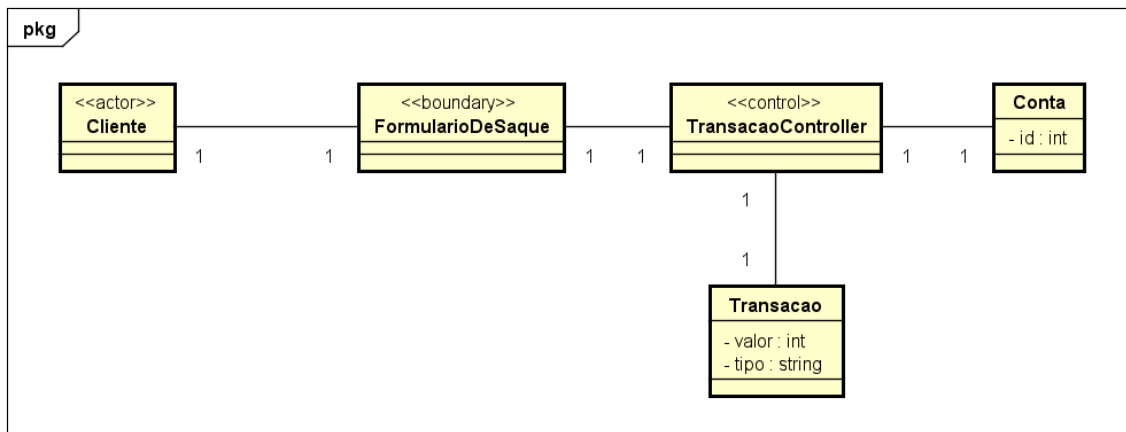 pkg
<<actor>>
Cliente
1
1
<<boundary>>
FormularioDeSaque
1
1
<<control>>
TransacaoController
1
1
Conta
- id : int
1
1
Transacao
- valor : int
- tipo : string